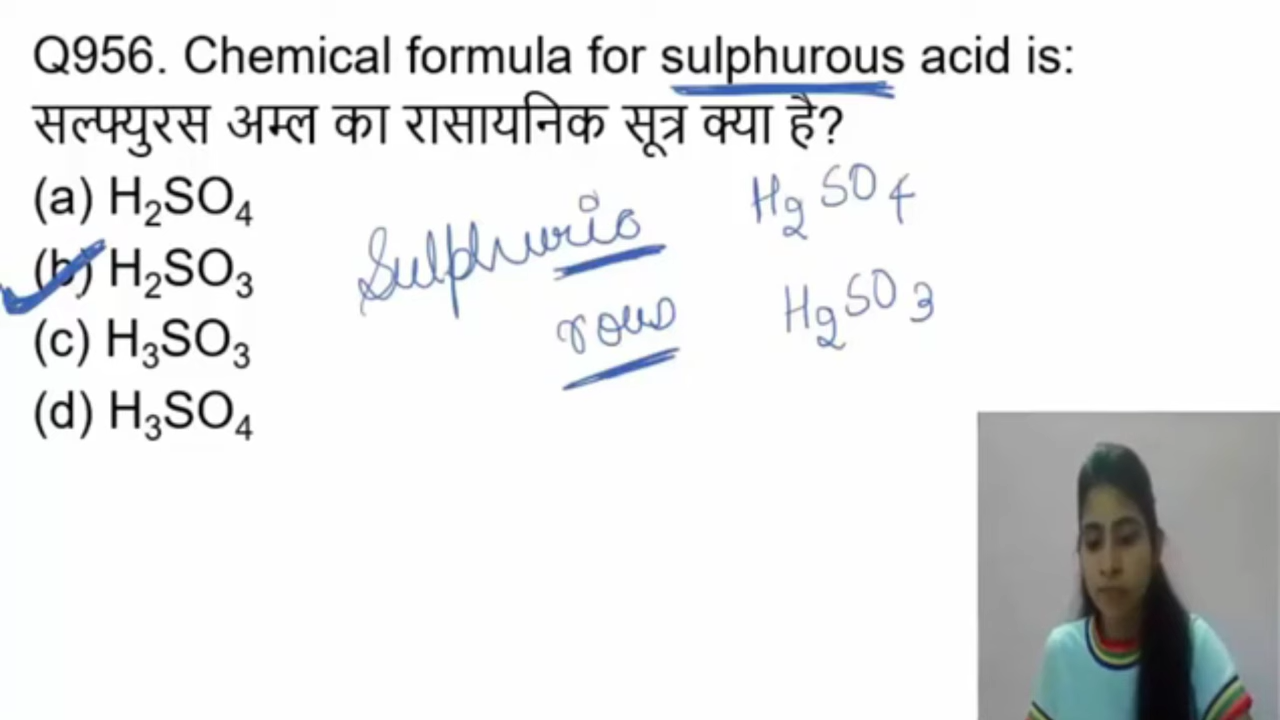 Q956. Chemical formula for sulphurous acid is:
सल्फ्युरस अम्ल का रासायनिक सूत्र क्या है?
(a) H₂SO₄
(b) H₂SO₃
(c) H₃SO₃
(d) H₃SO₄
Sulphuric H₂SO₄
rous H₂SO₃